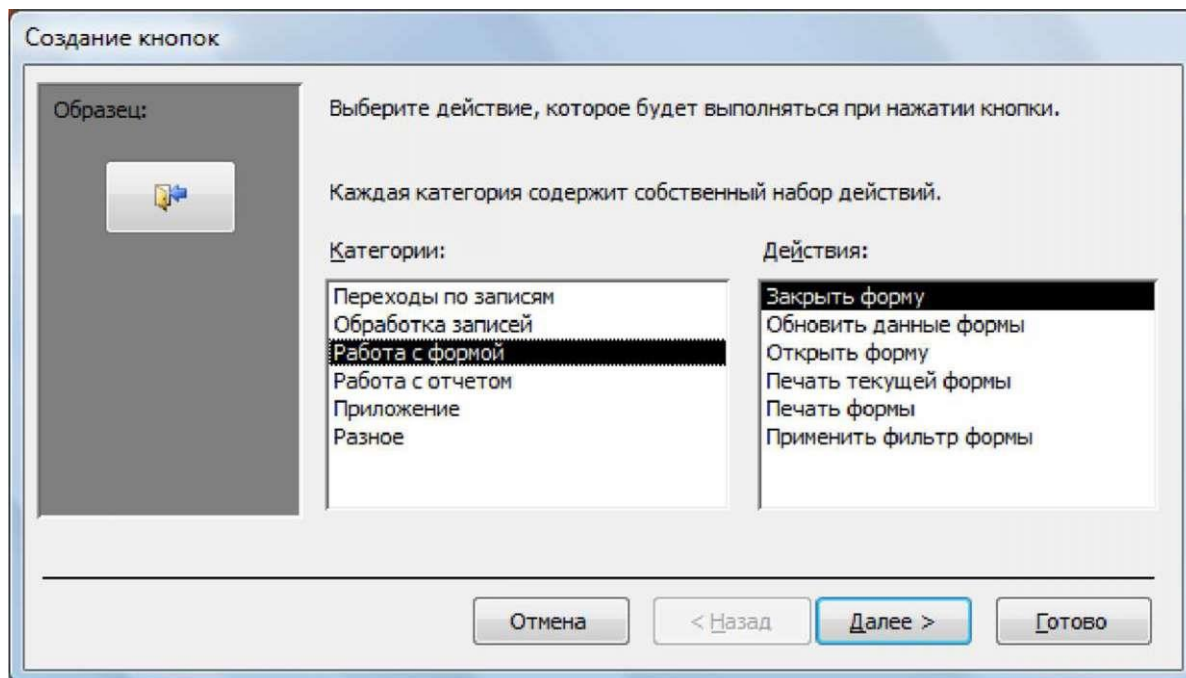 Создание кнопок
Образец:
Выберите действие, которое будет выполняться при нажатии кнопки.
Каждая категория содержит собственный набор действий.
Категории:
Переходы по записям
Обработка записей
Работа с формой
Работа с отчетом
Приложение
Разное
Действия:
Закрыть форму
Обновить данные формы
Открыть форму
Печать текущей формы
Печать формы
Применить фильтр формы
Отмена
< Назад
Далее >
Готово